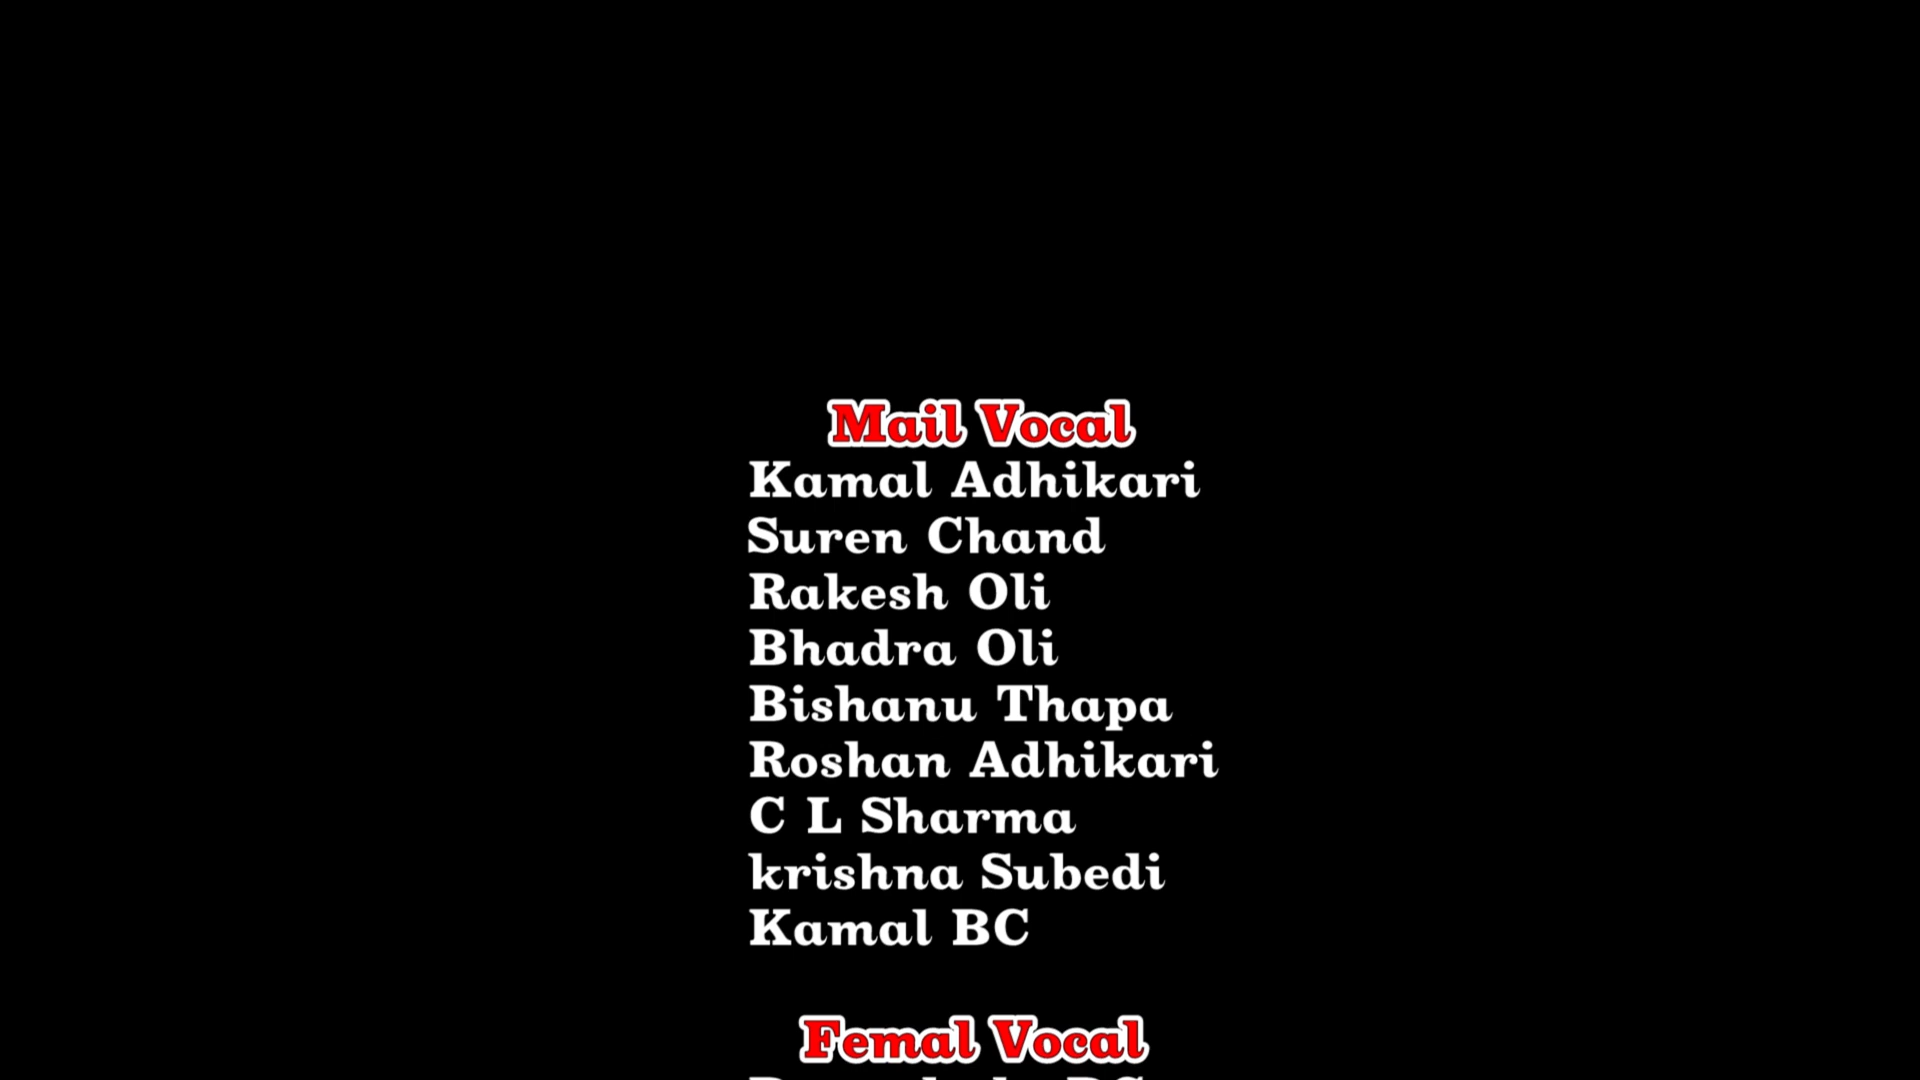 Mail Vocal
Kamal Adhikari
Suren Chand
Rakesh Oli
Bhadra Oli
Bishanu Thapa
Roshan Adhikari
C L Sharma
krishna Subedi
Kamal BC
Femal Vocal